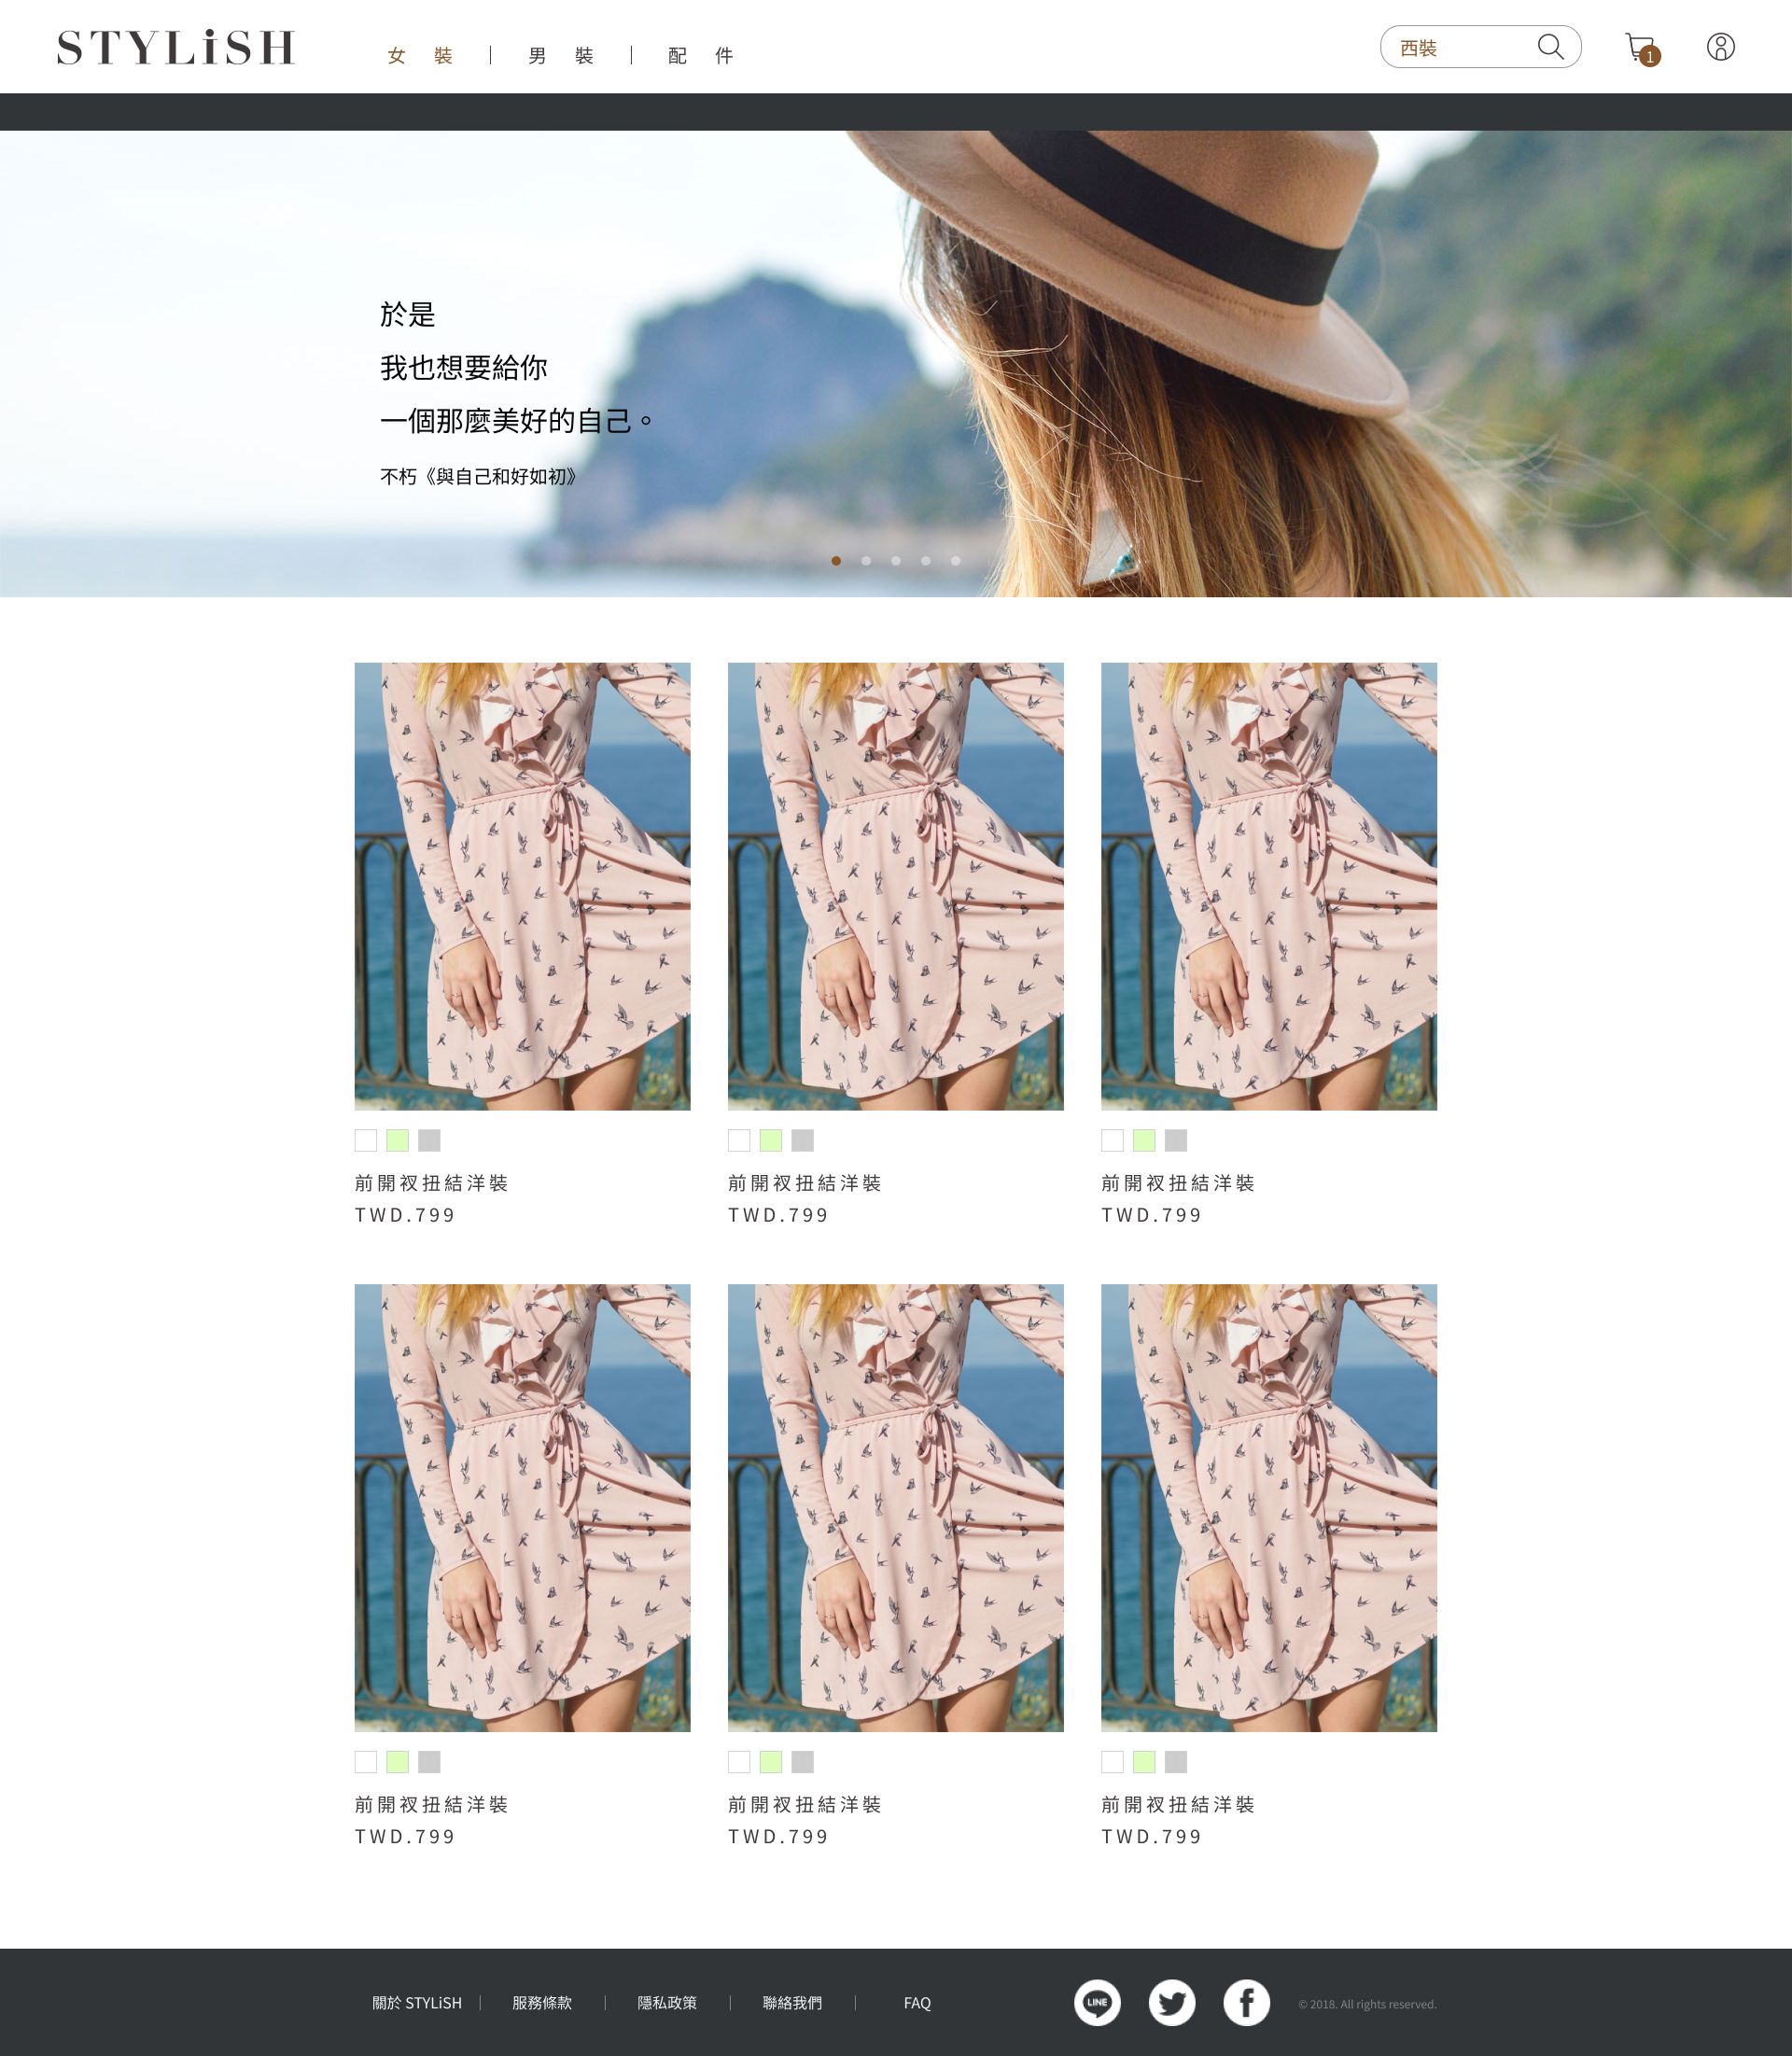 STYLiSH
女裝
男裝
配件
西裝
1
於是
我也想要給你
一個那麼美好的自己。
不朽《與自己和好如初》
前開衩扭結洋裝
TWD.799
前開衩扭結洋裝
TWD.799
前開衩扭結洋裝
TWD.799
前開衩扭結洋裝
TWD.799
前開衩扭結洋裝
TWD.799
前開衩扭結洋裝
TWD.799
關於 STYLiSH
服務條款
隱私政策
聯絡我們
FAQ
LINE
© 2018. All rights reserved.